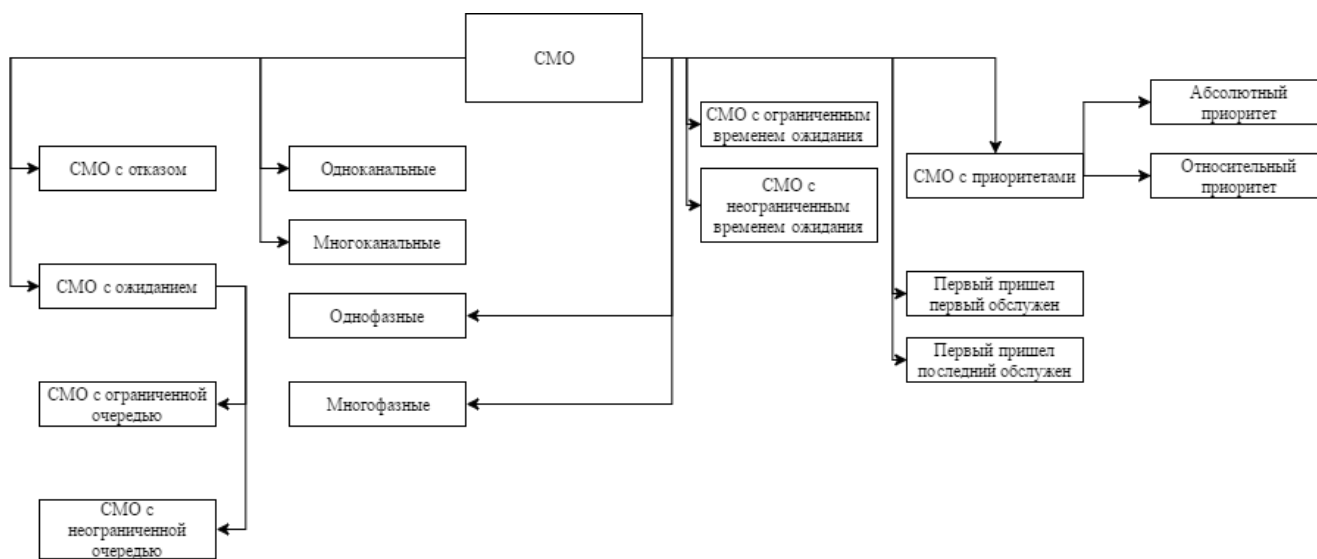 СМО
СМО с отказом
СМО с ожиданием
СМО с ограниченной
очередью
СМО с
неограниченной
очередью
Одноканальные
Многоканальные
Однофазные
Многофазные
СМО с ограниченным
временем ожидания
СМО с
неограниченным
временем ожидания
СМО с приоритетами
Первый пришел
первый обслужен
Первый пришел
последний обслужен
Абсолютный
приоритет
Относительный
приоритет